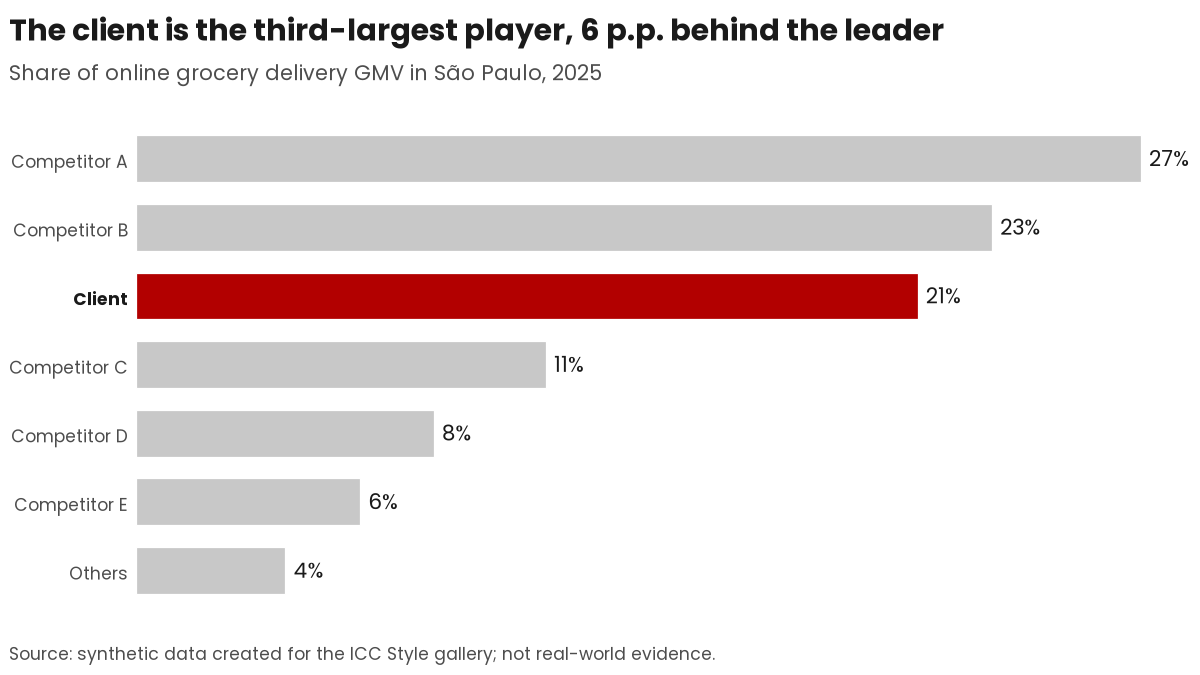 The client is the third-largest player, 6 p.p. behind the leader
Share of online grocery delivery GMV in São Paulo, 2025
Competitor A 27%
Competitor B 23%
Client 21%
Competitor C 11%
Competitor D 8%
Competitor E 6%
Others 4%
Source: synthetic data created for the ICC Style gallery; not real-world evidence.